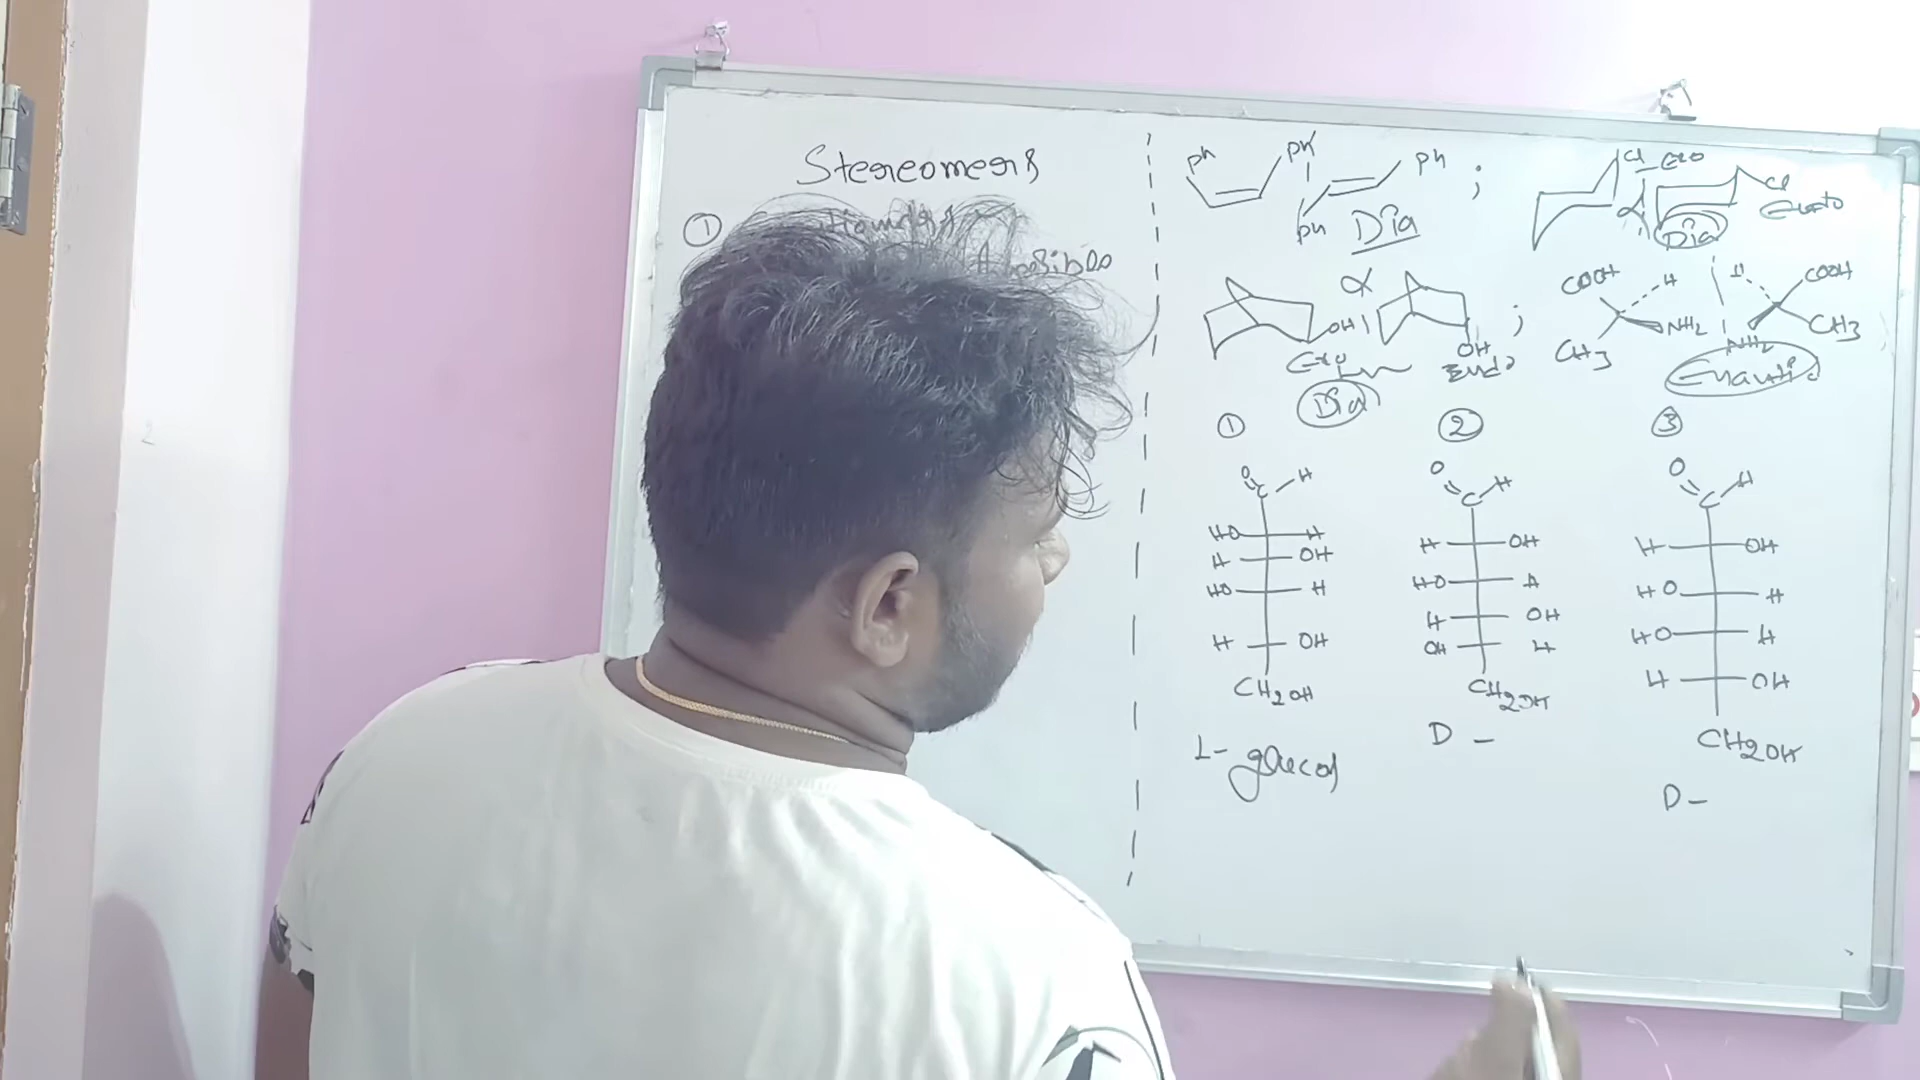 Stereomers
①
Ph Ph Ph ;
Ph Dia
Cl Exo
Cl
Dia
OH
Exo
OH
Endo ;
Dia
COOH H
CH3 NH2
H COOH
NH2 CH3
Enanti
① ② ③
O H
C
HO H
H OH
HO H
H OH
CH2OH
L- glucos
O H
C
H OH
HO H
H OH
OH H
CH2OH
D -
O H
C
H OH
HO H
HO H
H OH
CH2OH
D -